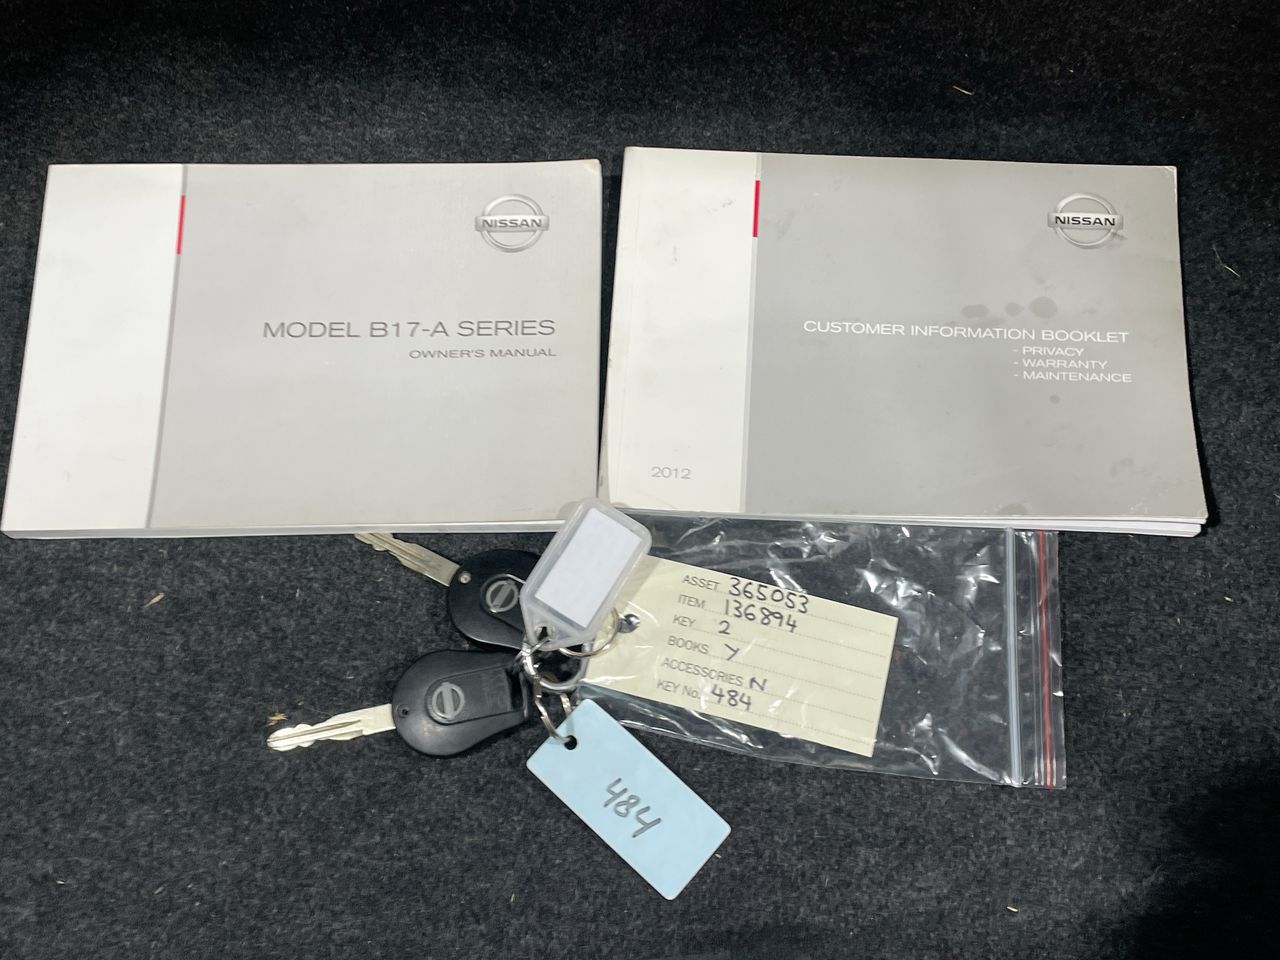 NISSAN
MODEL B17-A SERIES
OWNER'S MANUAL
NISSAN
CUSTOMER INFORMATION BOOKLET
- PRIVACY
- WARRANTY
- MAINTENANCE
2012
ASSET 365053
ITEM 136894
KEY 2
BOOKS Y
ACCESSORIES N
KEY No. 484
484